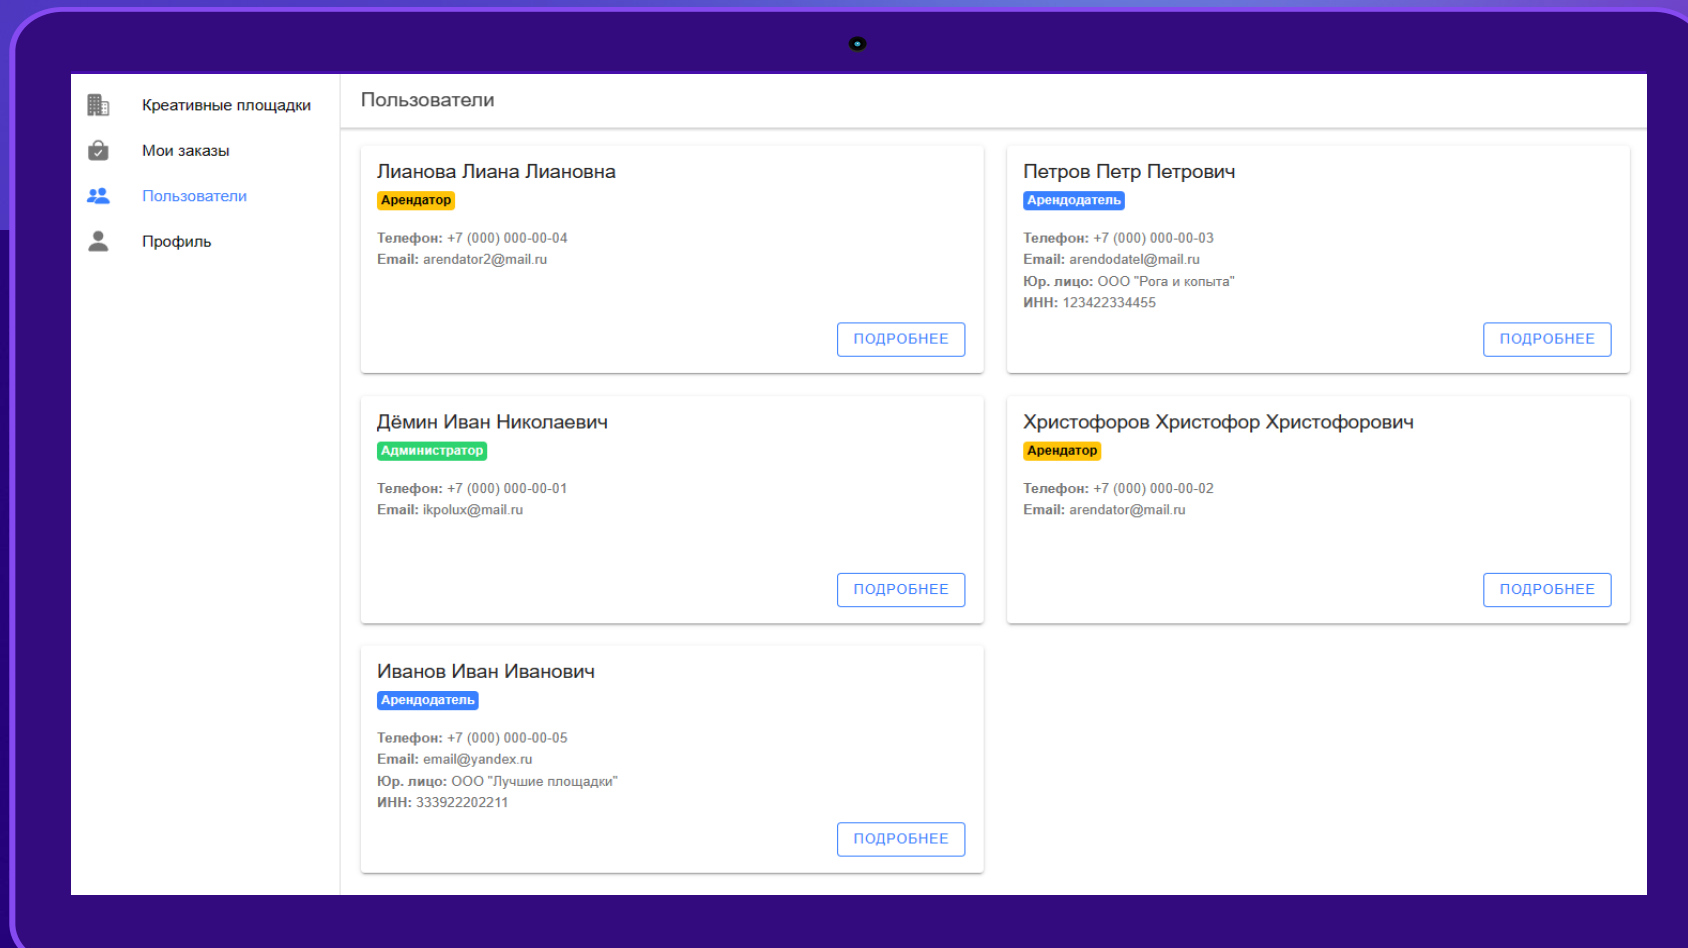 Креативные площадки
Мои заказы
Пользователи
Профиль
Пользователи
Лианова Лиана Лиановна
Арендатор
Телефон: +7 (000) 000-00-04
Email: arendator2@mail.ru
ПОДРОБНЕЕ
Петров Петр Петрович
Арендодатель
Телефон: +7 (000) 000-00-03
Email: arendodatel@mail.ru
Юр. лицо: ООО "Рога и копыта"
ИНН: 123422334455
ПОДРОБНЕЕ
Дёмин Иван Николаевич
Администратор
Телефон: +7 (000) 000-00-01
Email: ikpolux@mail.ru
ПОДРОБНЕЕ
Христофоров Христофор Христофорович
Арендатор
Телефон: +7 (000) 000-00-02
Email: arendator@mail.ru
ПОДРОБНЕЕ
Иванов Иван Иванович
Арендодатель
Телефон: +7 (000) 000-00-05
Email: email@yandex.ru
Юр. лицо: ООО "Лучшие площадки"
ИНН: 333922202211
ПОДРОБНЕЕ